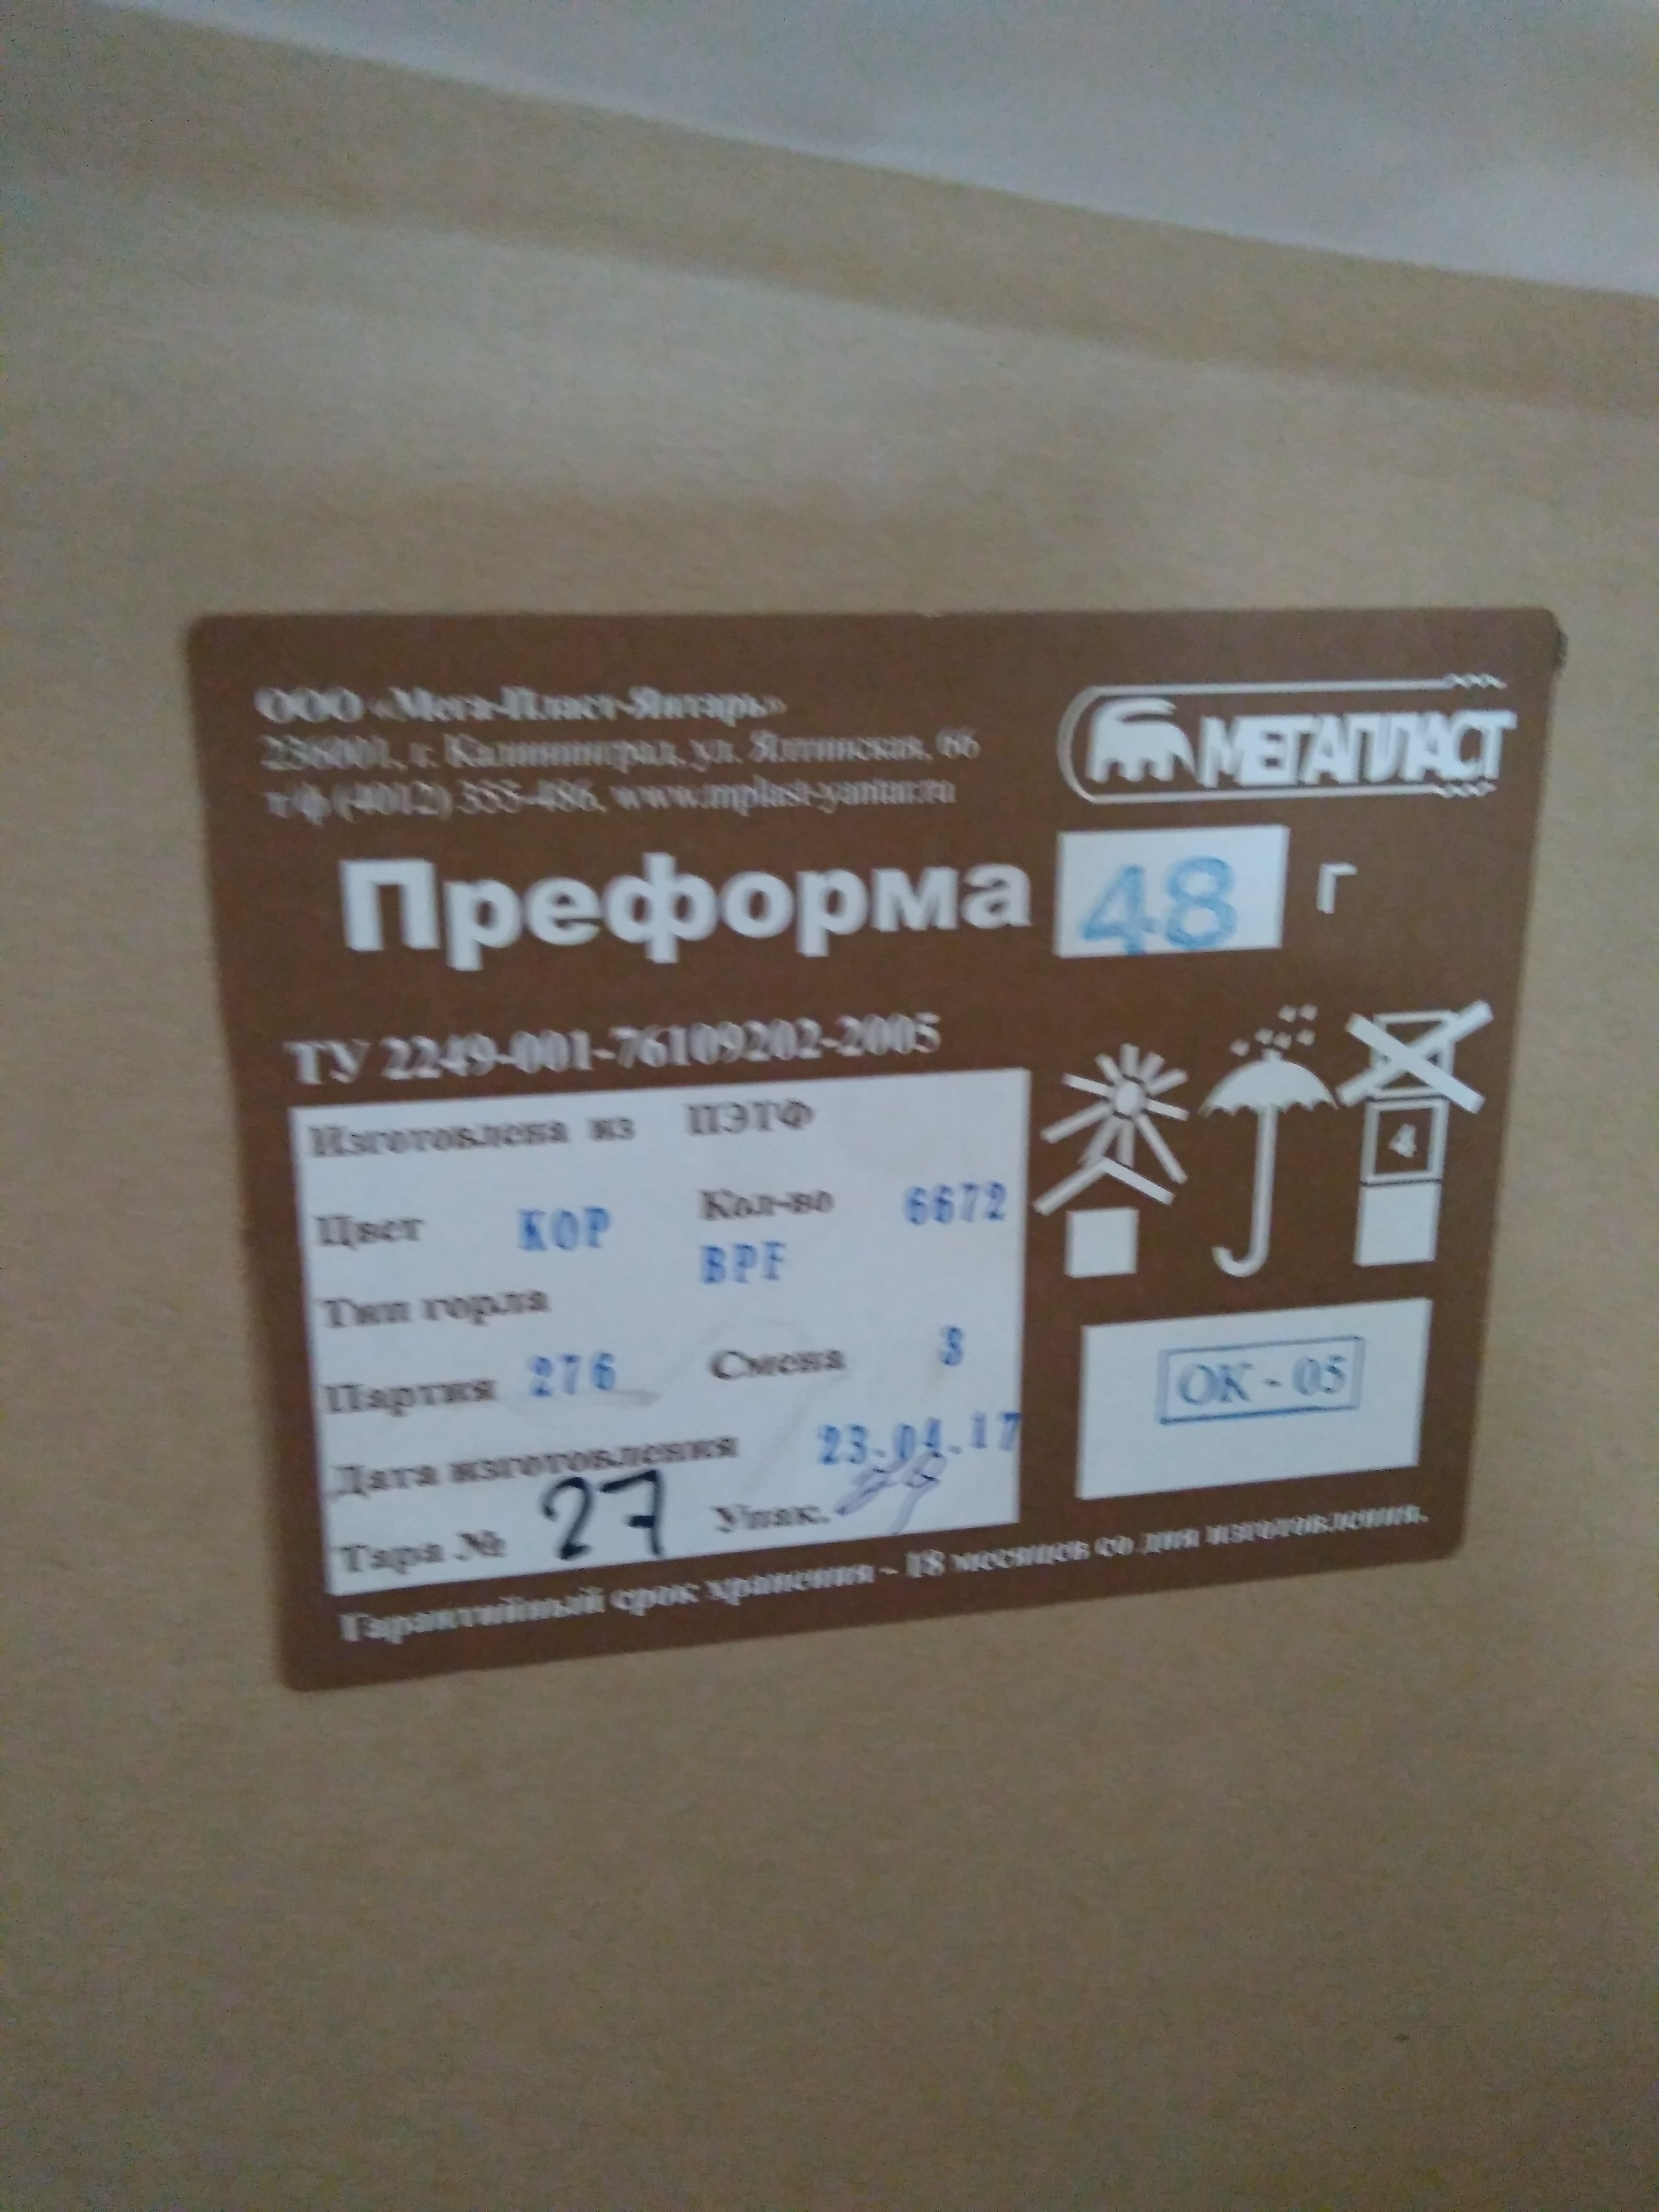 ООО «Мега-Пласт-Янтарь»
236001, г. Калининград, ул. Ялтинская, 66
т/ф (4012) 355-486, www.mplast-yantar.ru
МЕГАПЛАСТ
Преформа 48 г
ТУ 2249-001-76109202-2005
Изготовлена из ПЭТФ
Цвет КОР Кол-во 6672
Тип горла BPF
Партия 276 Смена 3
Дата изготовления 23-04.17
Тара № 27 Упак.
4
ОК - 05
Гарантийный срок хранения - 18 месяцев со дня изготовления.